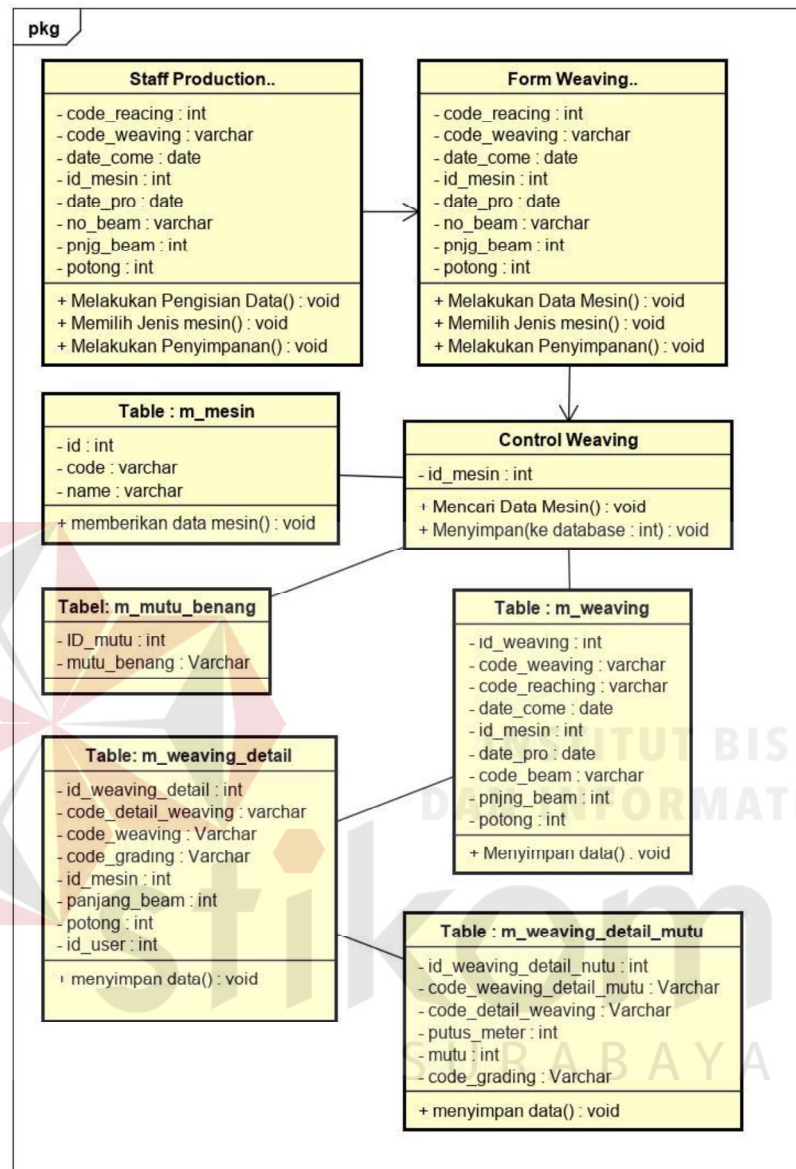 pkg
Staff Production..
- code_reacing : int
- code_weaving : varchar
- date_come : date
- id_mesin : int
- date_pro : date
- no_beam : varchar
- pnjg_beam : int
- potong : int
+ Melakukan Pengisian Data() : void
+ Memilih Jenis mesin() : void
+ Melakukan Penyimpanan() : void
Form Weaving..
- code_reacing : int
- code_weaving : varchar
- date_come : date
- id_mesin : int
- date_pro : date
- no_beam : varchar
- pnjg_beam : int
- potong : int
+ Melakukan Data Mesin() : void
+ Memilih Jenis mesin() : void
+ Melakukan Penyimpanan() : void
Table : m_mesin
- id : int
- code : varchar
- name : varchar
+ memberikan data mesin() : void
Control Weaving
- id_mesin : int
+ Mencari Data Mesin() : void
+ Menyimpan(ke database : int) : void
Tabel: m_mutu_benang
- ID_mutu : int
- mutu_benang : Varchar
Table : m_weaving
- id_weaving : int
- code_weaving : varchar
- code_reaching : varchar
- date_come : date
- id_mesin : int
- date_pro : date
- code_beam : varchar
- pnjng_beam : int
- potong : int
+ Menyimpan data() : void
Table: m_weaving_detail
- id_weaving_detail : int
- code_detail_weaving : varchar
- code_weaving : Varchar
- code_grading : Varchar
- id_mesin : int
- panjang_beam : int
- potong : int
- id_user : int
+ menyimpan data() : void
Table : m_weaving_detail_mutu
- id_weaving_detail_nutu : int
- code_weaving_detail_mutu : Varchar
- code_detail_weaving : Varchar
- putus_meter : int
- mutu : int
- code_grading : Varchar
+ menyimpan data() : void
INSTITUT BIS
DAN INFORMATI
stikom
SURABAYA